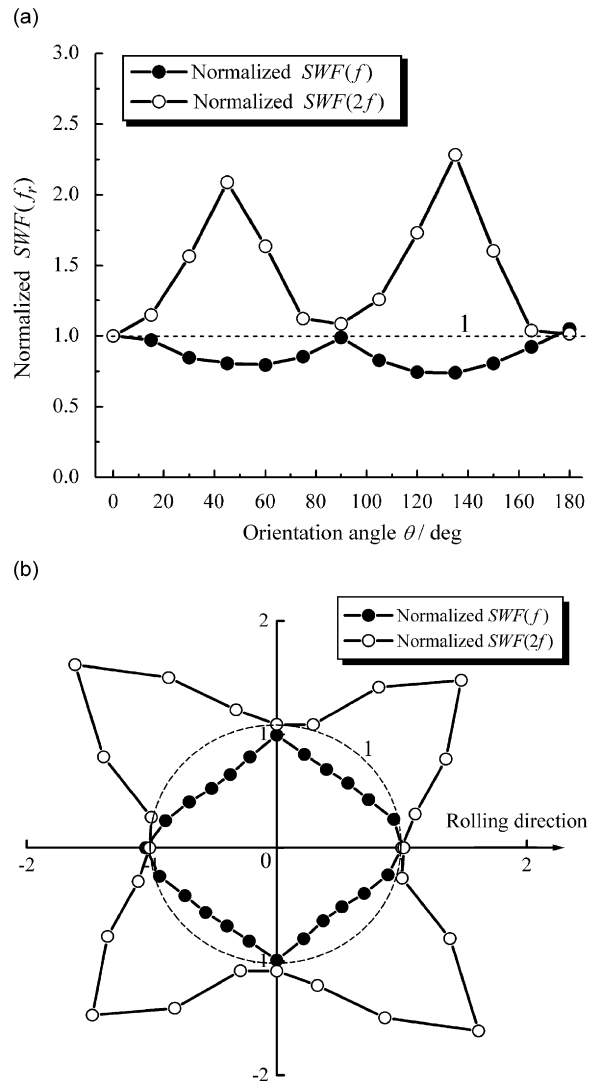 (a)
3.0
Normalized SWF(f)
Normalized SWF(2f)
2.5
2.0
1.5
1
1.0
0.5
0.0
Normalized SWF(fr)
0 20 40 60 80 100 120 140 160 180
Orientation angle θ / deg
(b)
2
Normalized SWF(f)
Normalized SWF(2f)
1
1
Rolling direction
-2
0
2
1
-2